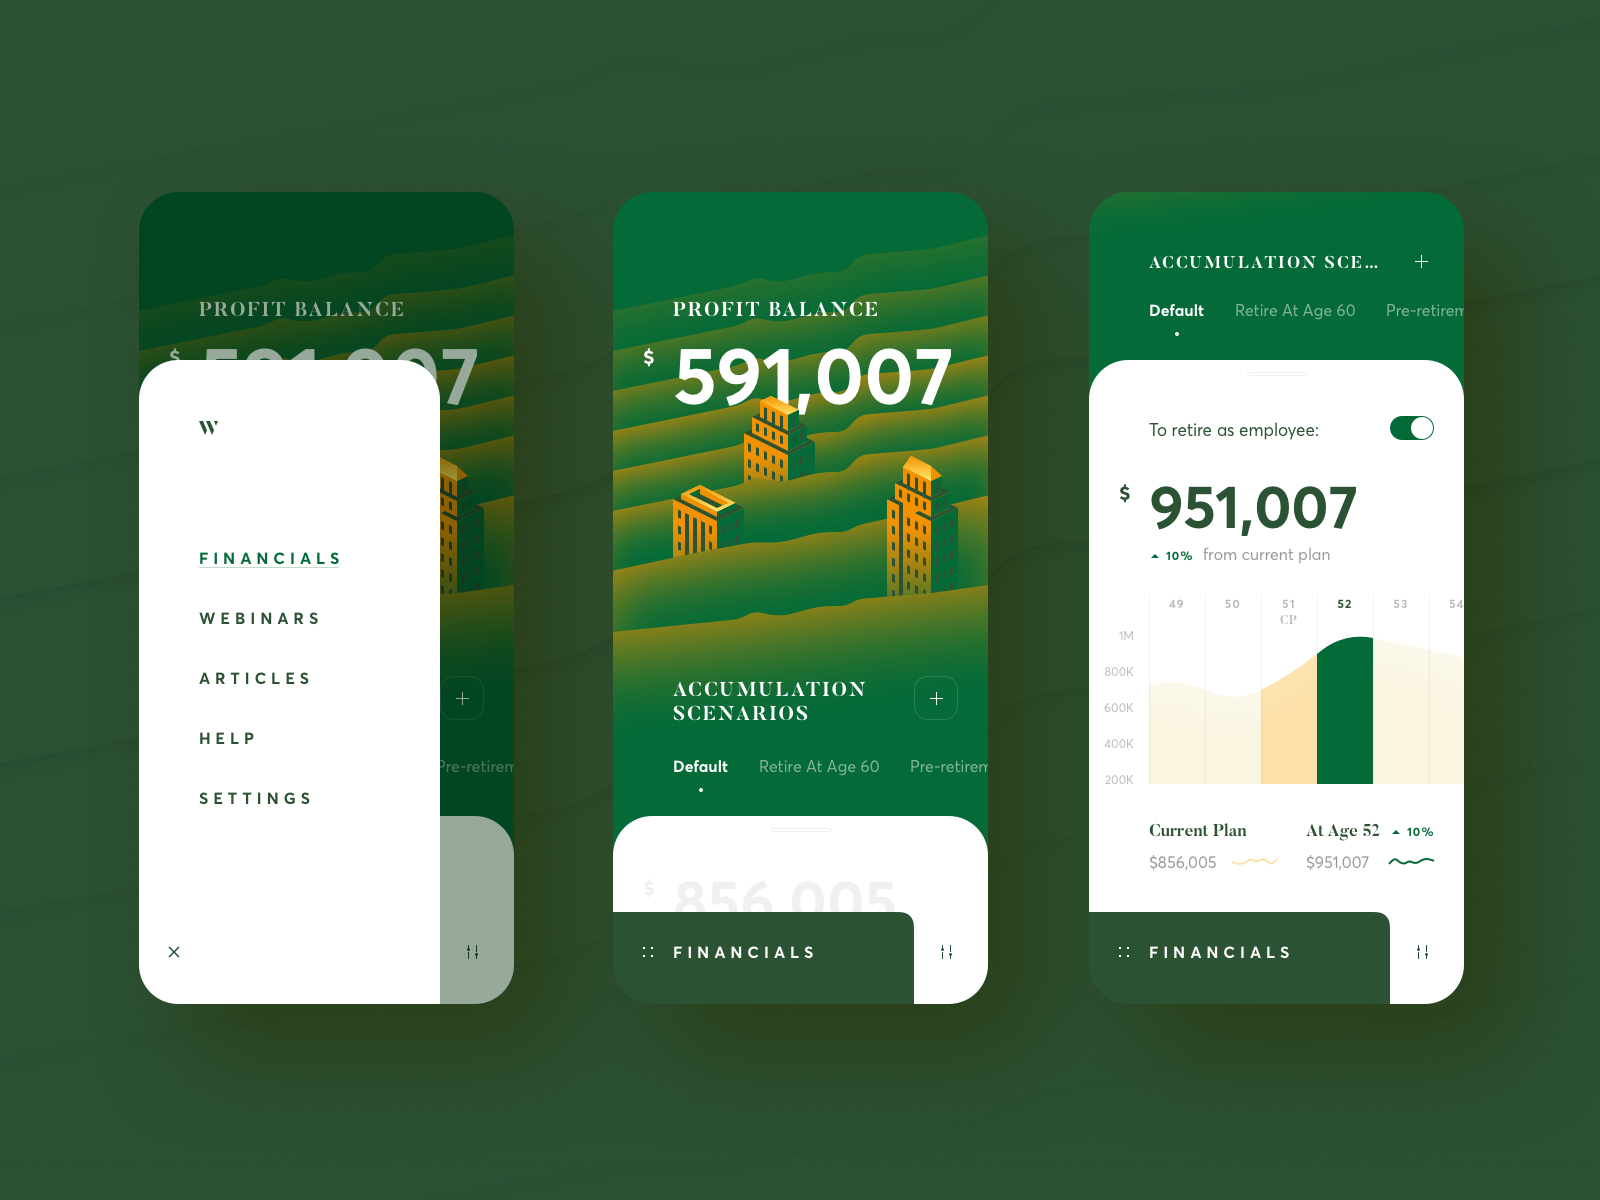 PROFIT BALANCE
$
W
FINANCIALS
WEBINARS
ARTICLES
HELP
SETTINGS
Pre-retirem
PROFIT BALANCE
$ 591,007
ACCUMULATION
SCENARIOS
Default Retire At Age 60 Pre-retirem
$ 856,005
FINANCIALS
ACCUMULATION SCE...
Default Retire At Age 60 Pre-retirem
To retire as employee:
$ 951,007
10% from current plan
49 50 51 52 53 54
CP
1M
800K
600K
400K
200K
Current Plan At Age 52 10%
$856,005 $951,007
FINANCIALS